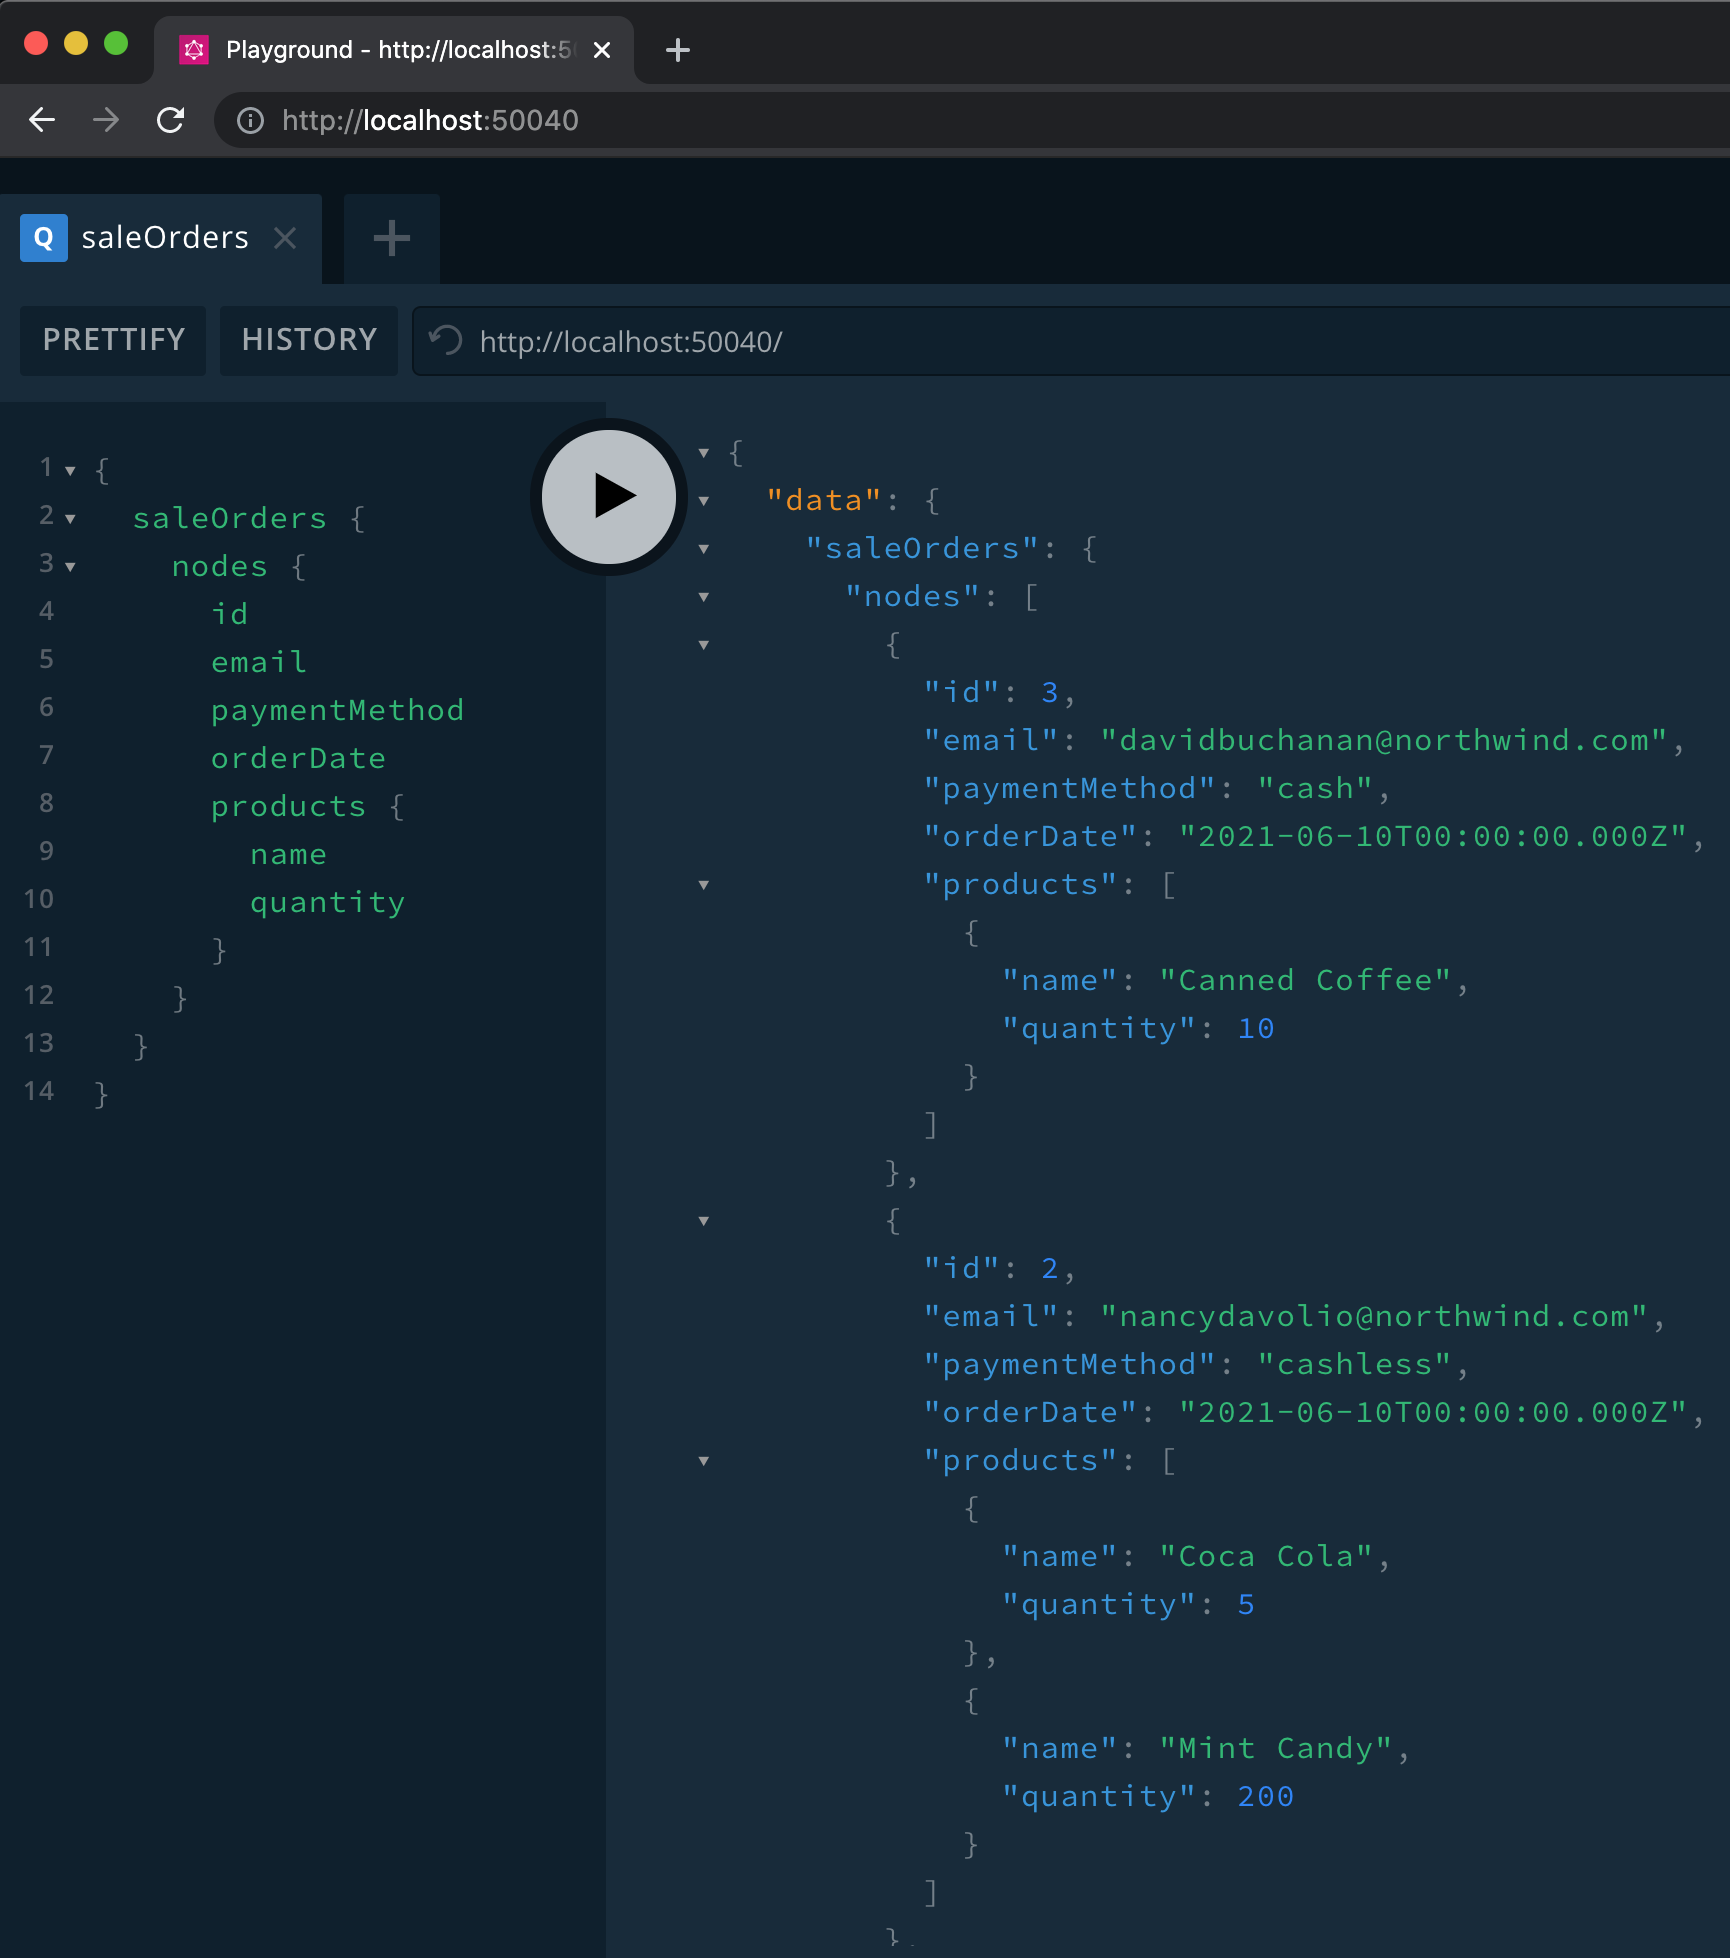 Playground - http://localhost:50
http://localhost:50040
Q saleOrders
PRETTIFY HISTORY http://localhost:50040/
1 {
2 saleOrders {
3 nodes {
4 id
5 email
6 paymentMethod
7 orderDate
8 products {
9 name
10 quantity
11 }
12 }
13 }
14 }
{
"data": {
"saleOrders": {
"nodes": [
{
"id": 3,
"email": "davidbuchanan@northwind.com",
"paymentMethod": "cash",
"orderDate": "2021-06-10T00:00:00.000Z",
"products": [
{
"name": "Canned Coffee",
"quantity": 10
}
]
},
{
"id": 2,
"email": "nancydavolio@northwind.com",
"paymentMethod": "cashless",
"orderDate": "2021-06-10T00:00:00.000Z",
"products": [
{
"name": "Coca Cola",
"quantity": 5
},
{
"name": "Mint Candy",
"quantity": 200
}
]
},